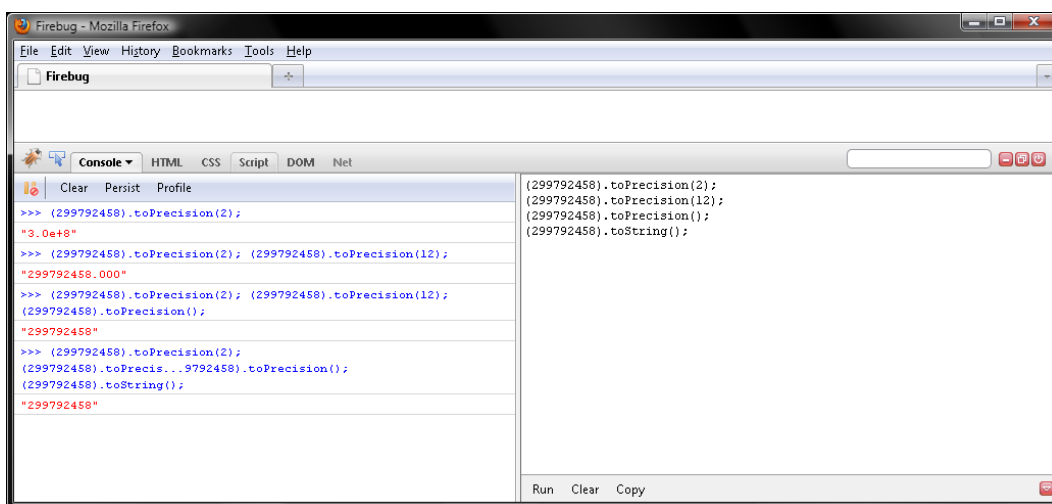 Firebug - Mozilla Firefox
File Edit View History Bookmarks Tools Help
Firebug
Console HTML CSS Script DOM Net
Clear Persist Profile
>>> (299792458).toPrecision(2);
"3.0e+8"
>>> (299792458).toPrecision(2); (299792458).toPrecision(12);
"299792458.000"
>>> (299792458).toPrecision(2); (299792458).toPrecision(12);
(299792458).toPrecision();
"299792458"
>>> (299792458).toPrecision(2);
(299792458).toPrecis...9792458).toPrecision();
(299792458).toString();
"299792458"
(299792458).toPrecision(2);
(299792458).toPrecision(12);
(299792458).toPrecision();
(299792458).toString();
Run Clear Copy